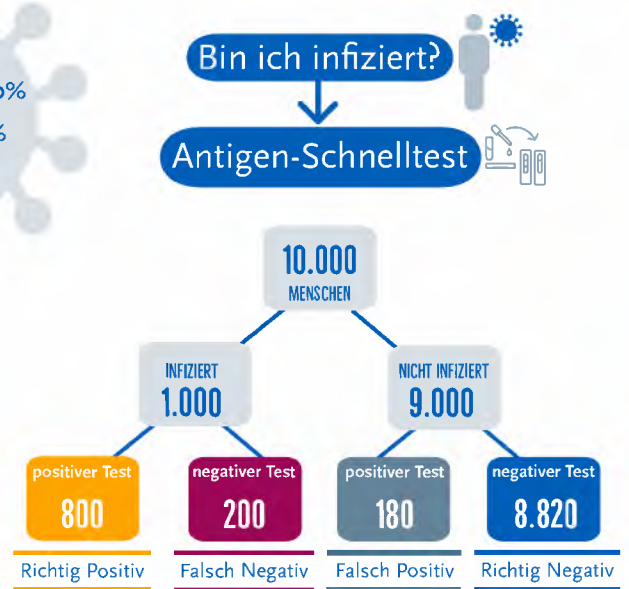 Bin ich infiziert?
%
%
Antigen-Schnelltest
10.000
MENSCHEN
INFIZIERT
1.000
NICHT INFIZIERT
9.000
positiver Test
800
negativer Test
200
positiver Test
180
negativer Test
8.820
Richtig Positiv
Falsch Negativ
Falsch Positiv
Richtig Negativ